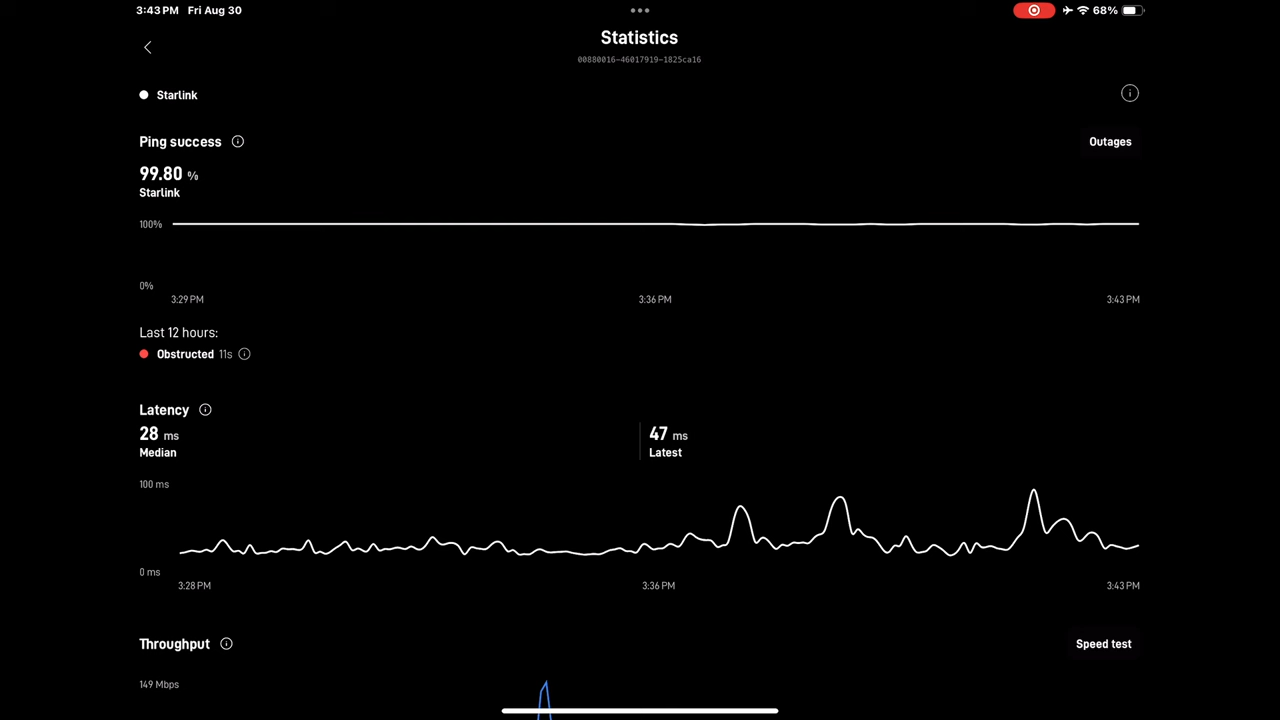 3:43 PM Fri Aug 30
68%
Statistics
00880016-46017919-1825ca16
Starlink
Ping success
Outages
99.80 %
Starlink
100%
0%
3:29 PM 3:36 PM 3:43 PM
Last 12 hours:
Obstructed 11s
Latency
28 ms 47 ms
Median Latest
100 ms
0 ms
3:28 PM 3:36 PM 3:43 PM
Throughput
Speed test
149 Mbps